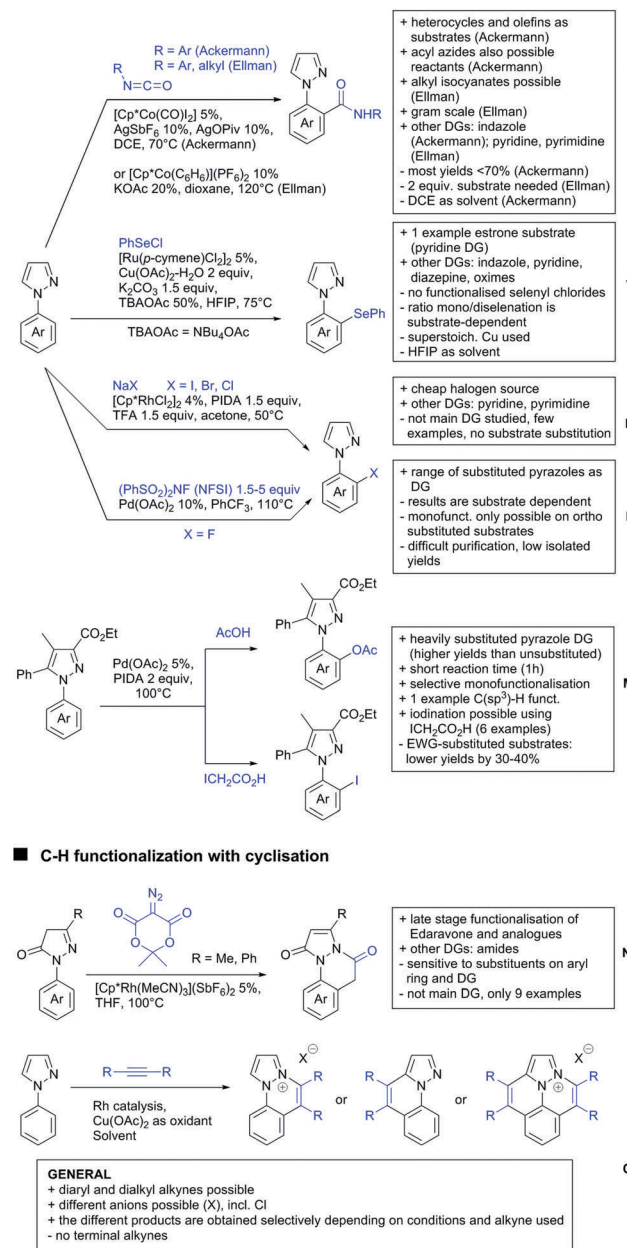 R
N=C=O
R = Ar (Ackermann)
R = Ar, alkyl (Ellman)
[Cp*Co(CO)I2] 5%,
AgSbF6 10%, AgOPiv 10%,
DCE, 70°C (Ackermann)
or [Cp*Co(C6H6)](PF6)2 10%
KOAc 20%, dioxane, 120°C (Ellman)
N
N
O
NHR
Ar
+ heterocycles and olefins as
substrates (Ackermann)
+ acyl azides also possible
reactants (Ackermann)
+ alkyl isocyanates possible
(Ellman)
+ gram scale (Ellman)
+ other DGs: indazole
(Ackermann); pyridine, pyrimidine
(Ellman)
- most yields <70% (Ackermann)
- 2 equiv. substrate needed (Ellman)
- DCE as solvent (Ackermann)
N
N
Ar
PhSeCl
[Ru(p-cymene)Cl2]2 5%,
Cu(OAc)2-H2O 2 equiv,
K2CO3 1.5 equiv,
TBAOAc 50%, HFIP, 75°C
TBAOAc = NBu4OAc
N
N
SePh
Ar
+ 1 example estrone substrate
(pyridine DG)
+ other DGs: indazole, pyridine,
diazepine, oximes
- no functionalised selenyl chlorides
- ratio mono/diselenation is
substrate-dependent
- superstoich. Cu used
- HFIP as solvent
NaX X = I, Br, Cl
[Cp*RhCl2]2 4%, PIDA 1.5 equiv,
TFA 1.5 equiv, acetone, 50°C
(PhSO2)2NF (NFSI) 1.5-5 equiv
Pd(OAc)2 10%, PhCF3, 110°C
X = F
N
N
X
Ar
+ cheap halogen source
+ other DGs: pyridine, pyrimidine
- not main DG studied, few
examples, no substrate substitution
+ range of substituted pyrazoles as
DG
- results are substrate dependent
- monofunct. only possible on ortho
substituted substrates
- difficult purification, low isolated
yields
CO2Et
Ph
N
N
Ar
Pd(OAc)2 5%,
PIDA 2 equiv,
100°C
AcOH
ICH2CO2H
CO2Et
Ph
N
N
OAc
Ar
CO2Et
Ph
N
N
I
Ar
+ heavily substituted pyrazole DG
(higher yields than unsubstituted)
+ short reaction time (1h)
+ selective monofunctionalisation
+ 1 example C(sp3)-H funct.
+ iodination possible using
ICH2CO2H (6 examples)
- EWG-substituted substrates:
lower yields by 30-40%
■ C-H functionalization with cyclisation
R
O
N
N
Ar
N2
O
O
O
O
R = Me, Ph
[Cp*Rh(MeCN)3](SbF6)2 5%,
THF, 100°C
R
O
N
N
O
Ar
+ late stage functionalisation of
Edaravone and analogues
+ other DGs: amides
- sensitive to substituents on aryl
ring and DG
- not main DG, only 9 examples
N
N
R
R
Rh catalysis,
Cu(OAc)2 as oxidant
Solvent
X⊖
N
N
⊕
R
R
or
R
R
N
N
or
X⊖
R
R
N
N
⊕
R
R
GENERAL
+ diaryl and dialkyl alkynes possible
+ different anions possible (X), incl. Cl
+ the different products are obtained selectively depending on conditions and alkyne used
- no terminal alkynes